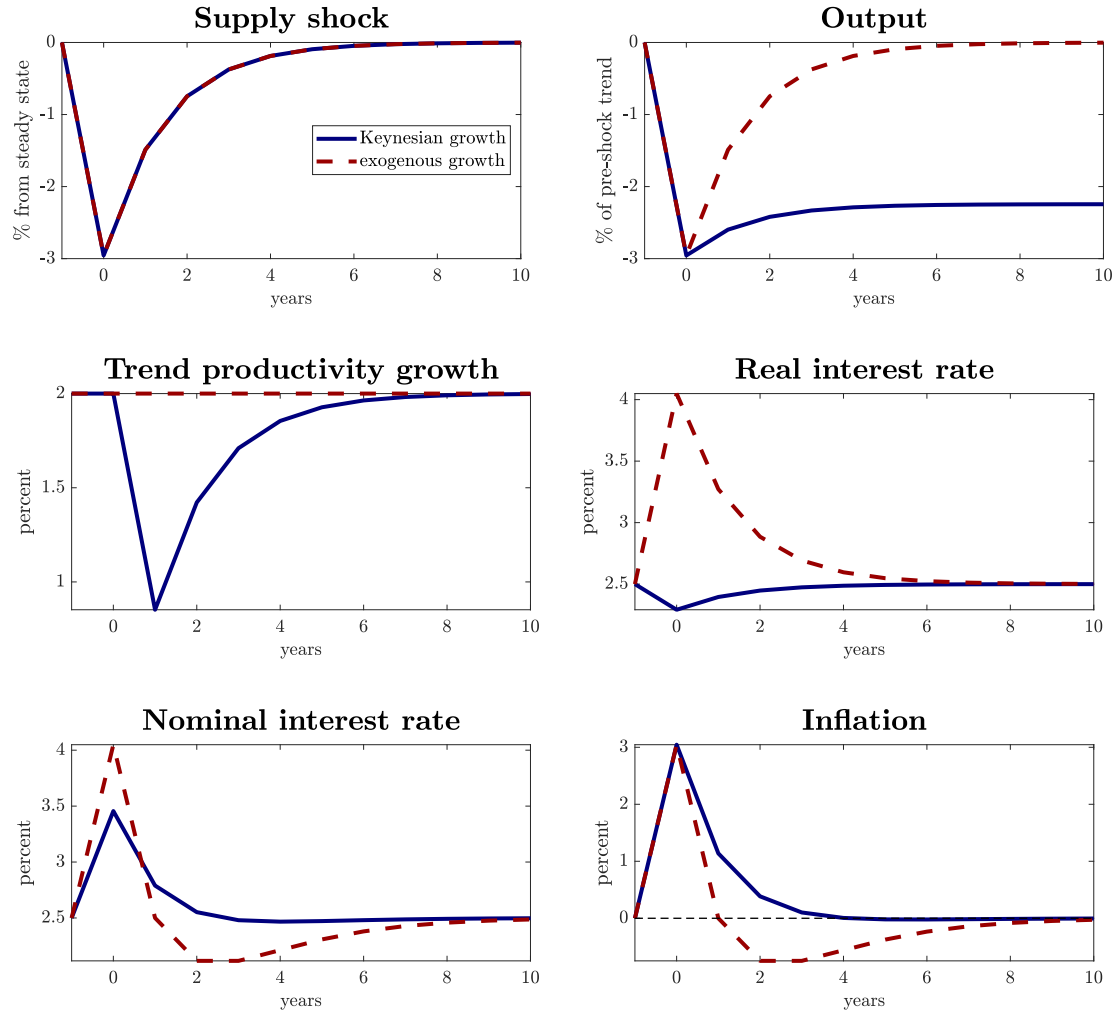 Supply shock
0
-1
-2
-3
% from steady state
Keynesian growth
exogenous growth
0 2 4 6 8 10
years
Output
0
-1
-2
-3
% of pre-shock trend
0 2 4 6 8 10
years
Trend productivity growth
2
1.5
1
percent
0 2 4 6 8 10
years
Real interest rate
4
3.5
3
2.5
percent
0 2 4 6 8 10
years
Nominal interest rate
4
3.5
3
2.5
percent
0 2 4 6 8 10
years
Inflation
3
2
1
0
percent
0 2 4 6 8 10
years